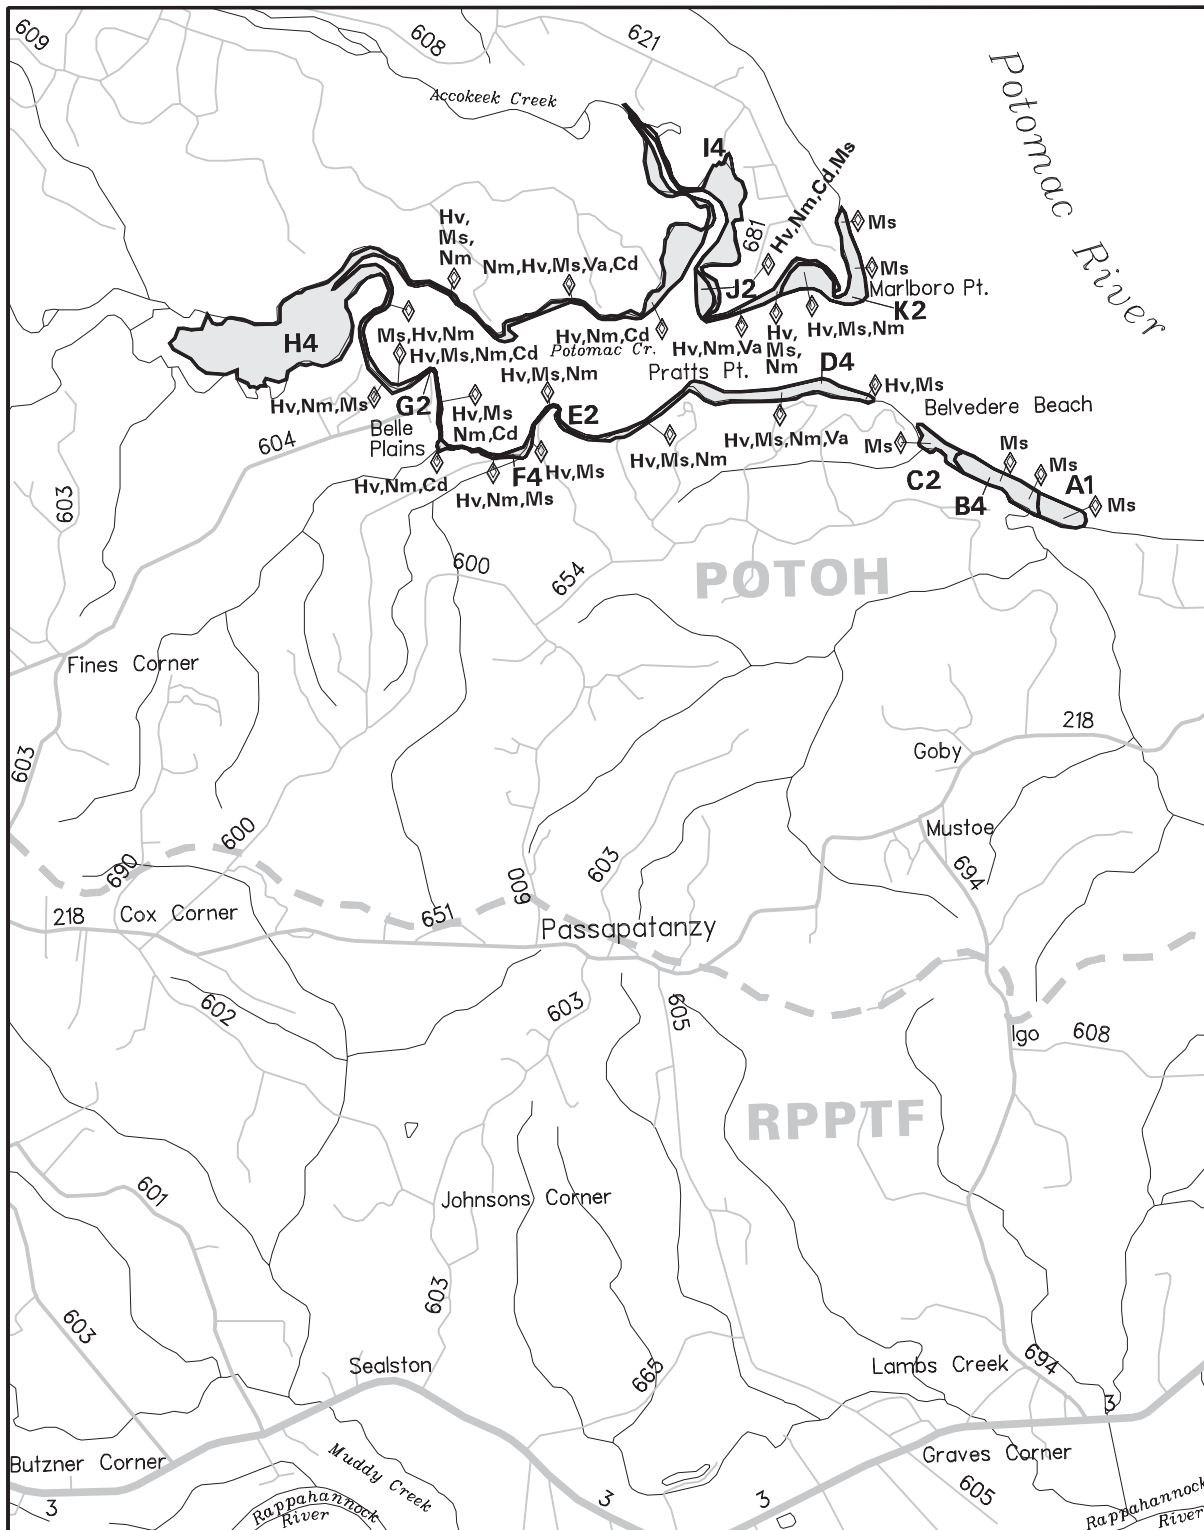 609
608
621
Potomac River
Accokeek Creek
I4
Hv,Nm,Cd,Ms
681
Hv,
Ms,
Nm
Nm,Hv,Ms,Va,Cd
Ms
Ms
J2
Marlboro Pt.
K2
H4
Ms,Hv,Nm
Hv,Nm,Cd
Hv,
Ms,
Nm
Hv,Ms,Nm
Potomac Cr.
Hv,Nm,Va
Hv,Ms,Nm,Cd
Hv,Ms,Nm
Pratts Pt.
D4
Hv,Ms
Hv,Nm,Ms
G2
Hv,Ms
Nm,Cd
E2
Belvedere Beach
604
Belle
Plains
Hv,Ms,Nm,Va
Ms
Ms
Hv,Ms,Nm
Ms
603
Hv,Nm,Cd
F4
Hv,Ms
C2
A1
Hv,Nm,Ms
B4
Ms
600
654
POTOH
Fines Corner
218
603
Goby
Mustoe
600
690
603
694
600
218
Cox Corner
651
Passapatanzy
602
603
605
Igo
608
RPPTF
601
Johnsons Corner
603
603
Sealston
665
Lambs Creek
694
3
Butzner Corner
Graves Corner
Muddy Creek
3
Rappahannock
River
3
3
605
Rappahannock
River